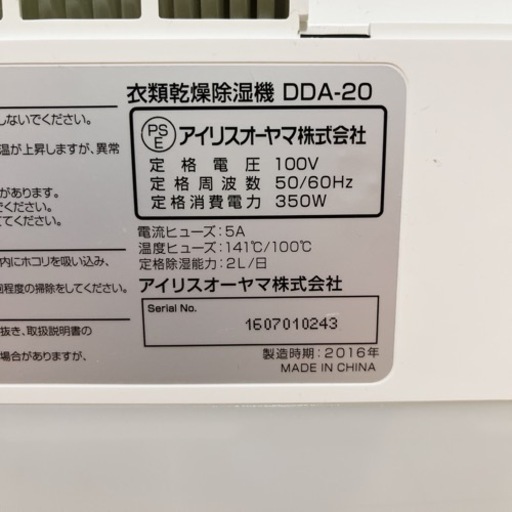 衣類乾燥除湿機 DDA-20
PS
E
アイリスオーヤマ株式会社
定格電圧 100V
定格周波数 50/60Hz
定格消費電力 350W
電流ヒューズ：5A
温度ヒューズ：141℃/100℃
定格除湿能力：2L/日
アイリスオーヤマ株式会社
Serial No.
1607010243
製造時期：2016年
MADE IN CHINA
しないでください。
温が上昇しますが、異常
があります。
でください。
てください。
内にホコリを吸い込み、
回程度の掃除をしてください。
抜き、取扱説明書の
場合がありますが、